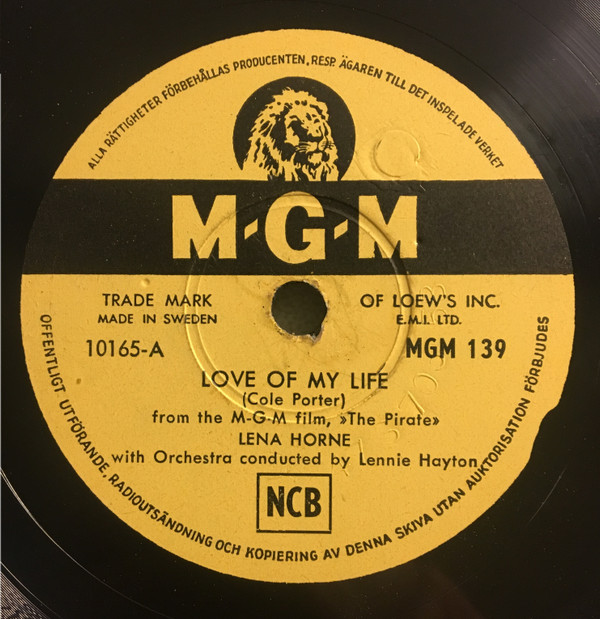 ALLA RÄTTIGHETER FÖRBEHÅLLAS PRODUCENTEN, RESP. ÄGAREN TILL DET INSPELADE VERKET
M·G·M
TRADE MARK
MADE IN SWEDEN
OF LOEW'S INC.
E.M.I. LTD.
10165-A
MGM 139
LOVE OF MY LIFE
(Cole Porter)
from the M-G-M film, »The Pirate»
LENA HORNE
with Orchestra conducted by Lennie Hayton
NCB
OFFENTLIGT UTFÖRANDE, RADIOUTSÄNDNING OCH KOPIERING AV DENNA SKIVA UTAN AUKTORISATION FÖRBJUDES